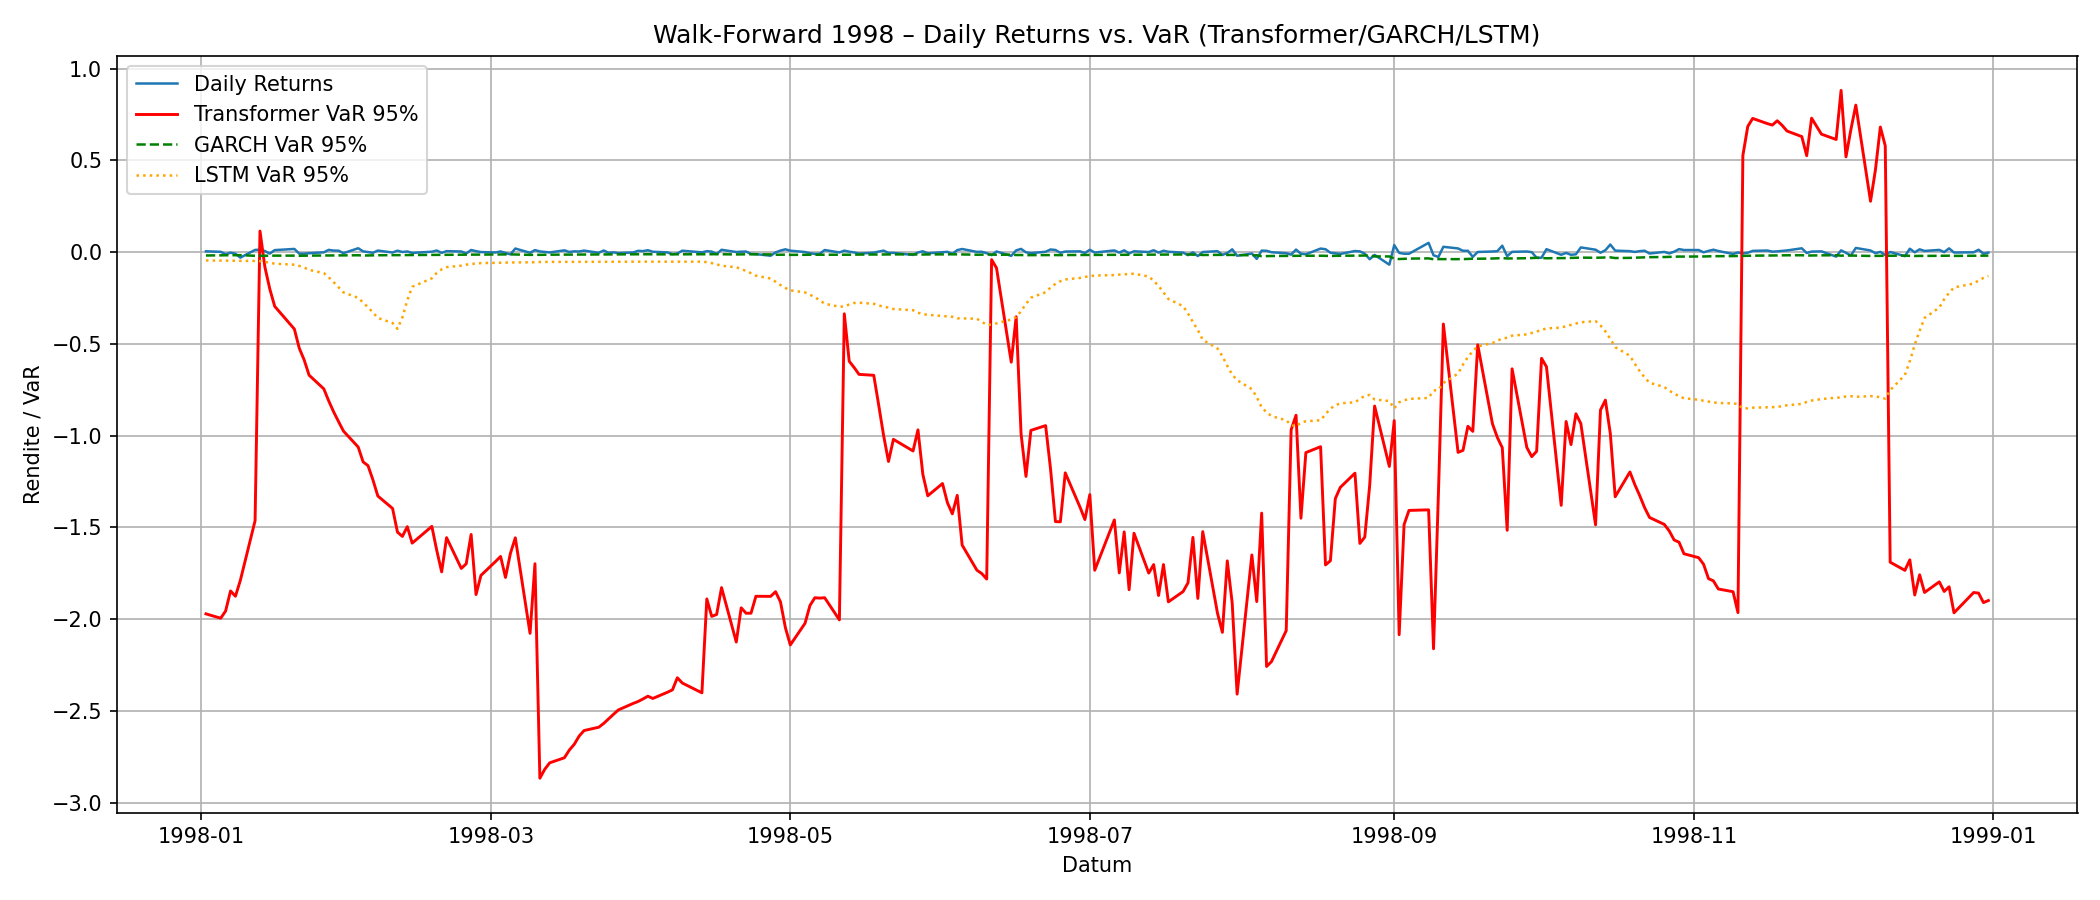 Walk-Forward 1998 – Daily Returns vs. VaR (Transformer/GARCH/LSTM)
Daily Returns
Transformer VaR 95%
GARCH VaR 95%
LSTM VaR 95%
Rendite / VaR
1.0
0.5
0.0
−0.5
−1.0
−1.5
−2.0
−2.5
−3.0
1998-01
1998-03
1998-05
1998-07
1998-09
1998-11
1999-01
Datum